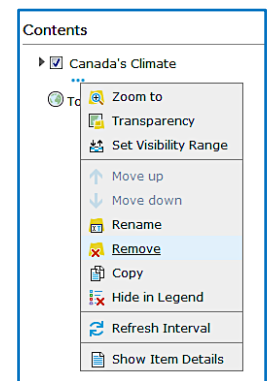 Contents
Canada's Climate
To
Zoom to
Transparency
Set Visibility Range
Move up
Move down
Rename
Remove
Copy
Hide in Legend
Refresh Interval
Show Item Details